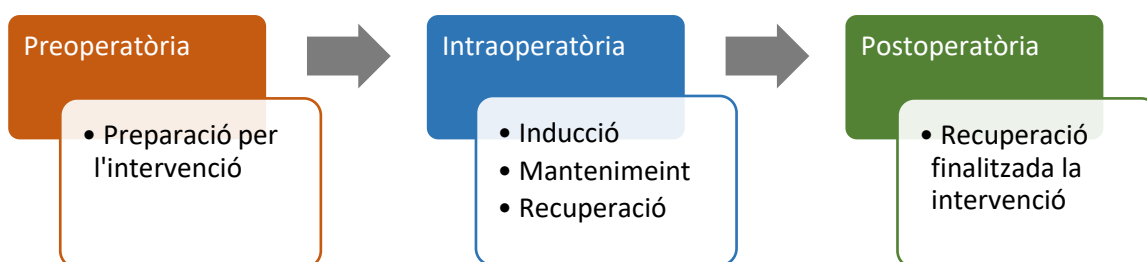 Preoperatòria
• Preparació per
l'intervenció
Intraoperatòria
• Inducció
• Mantenimeint
• Recuperació
Postoperatòria
• Recuperació
finalitzada la
intervenció